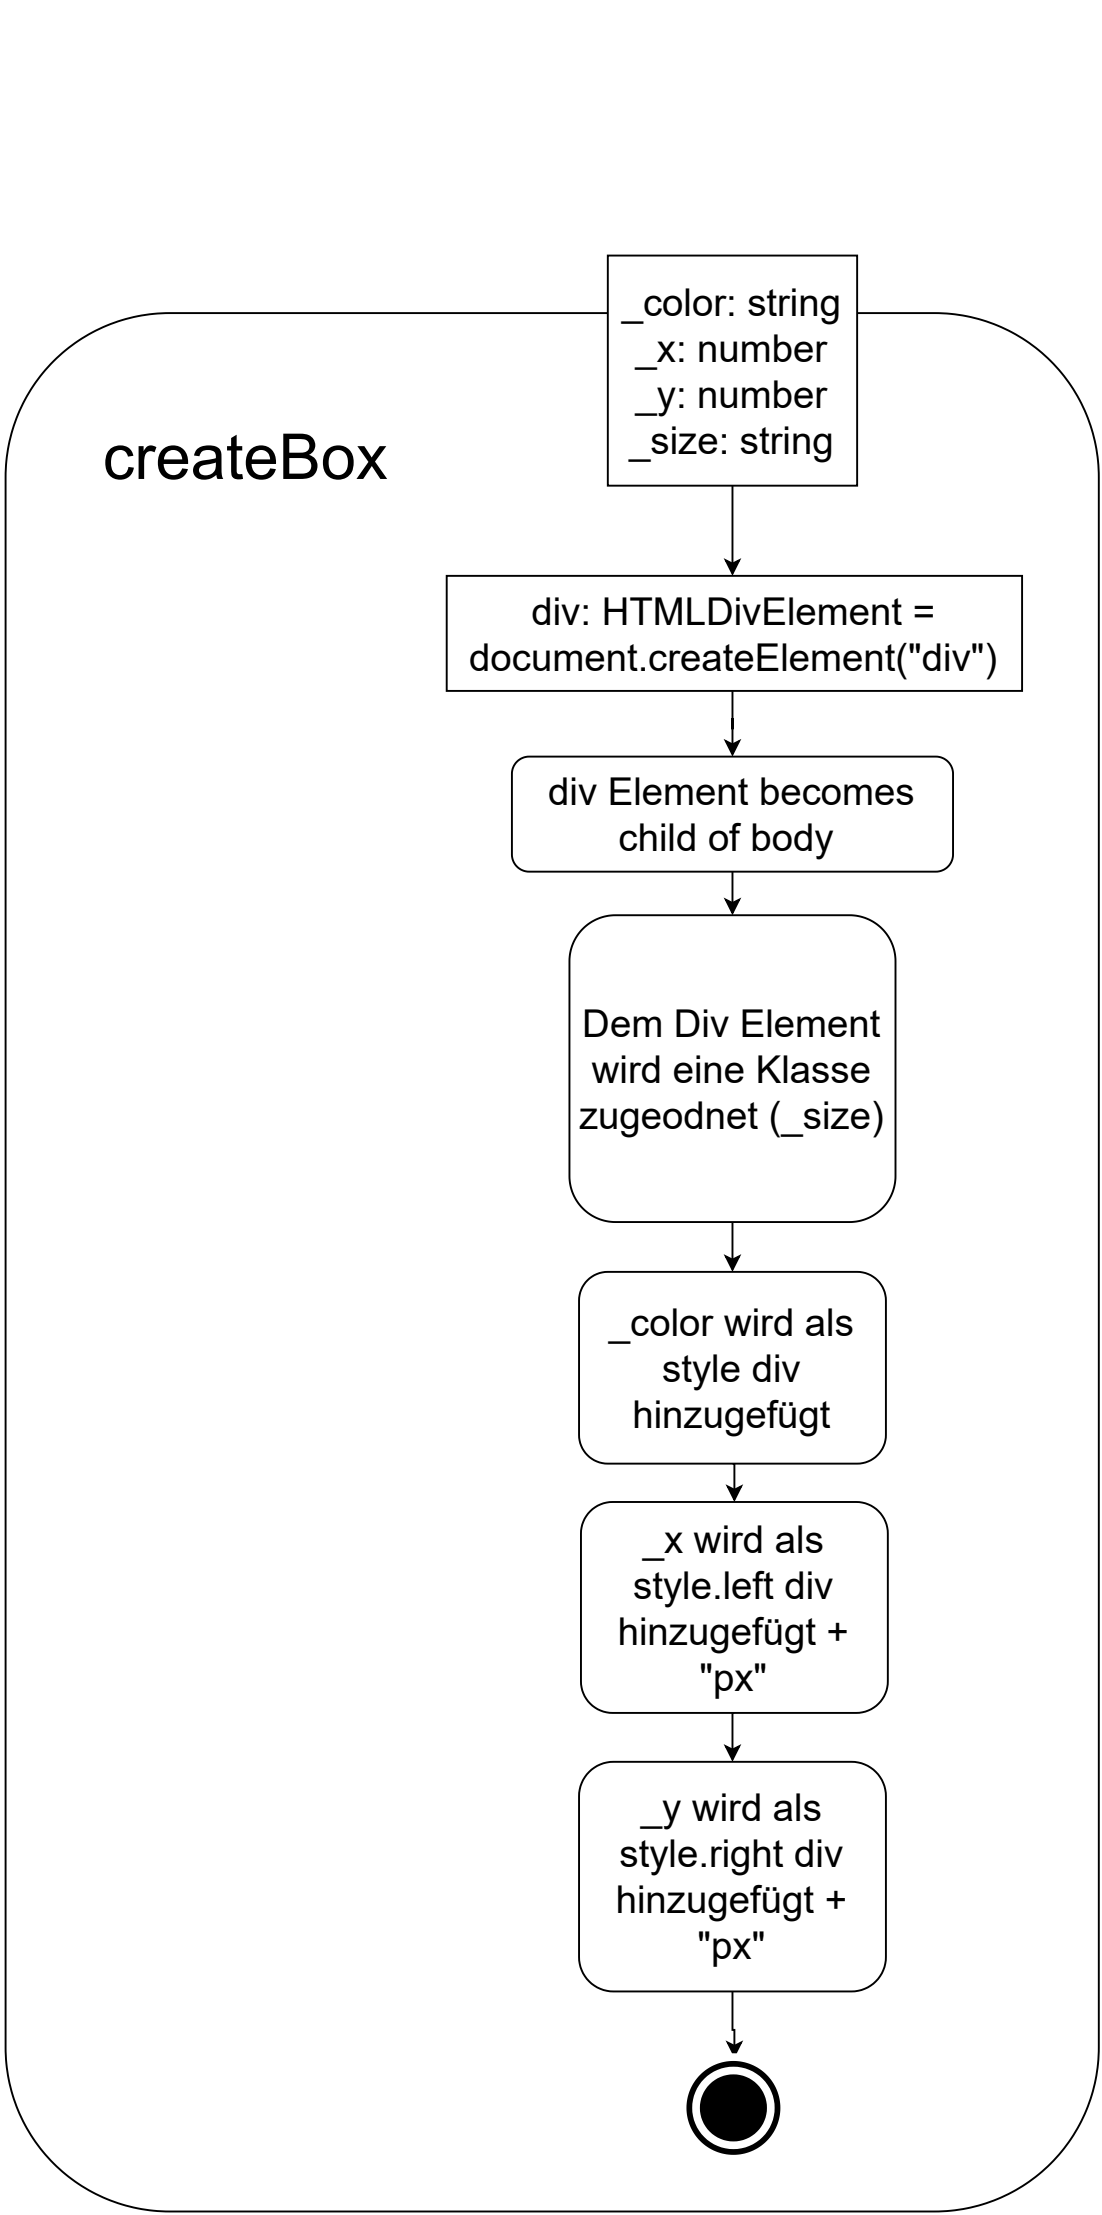 _color: string
_x: number
_y: number
_size: string
createBox
div: HTMLDivElement =
document.createElement("div")
div Element becomes
child of body
Dem Div Element
wird eine Klasse
zugeodnet (_size)
_color wird als
style div
hinzugefügt
_x wird als
style.left div
hinzugefügt +
"px"
_y wird als
style.right div
hinzugefügt +
"px"